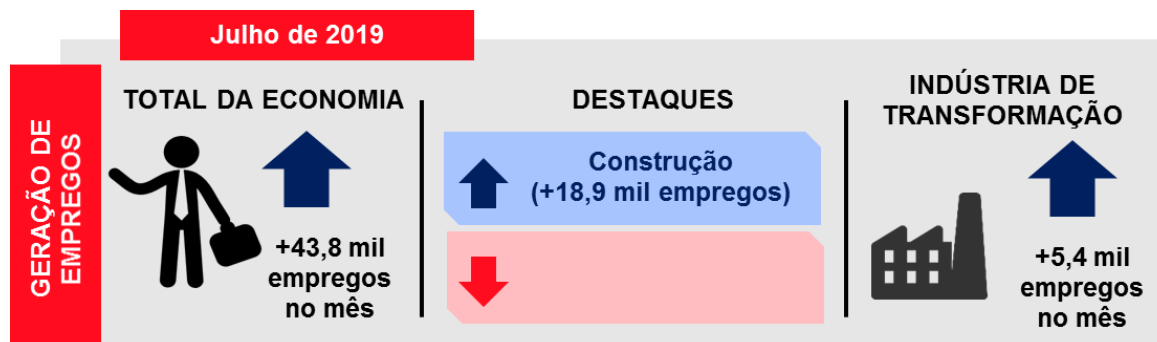 Julho de 2019
GERAÇÃO DE
EMPREGOS
TOTAL DA ECONOMIA
+43,8 mil
empregos
no mês
DESTAQUES
Construção
(+18,9 mil empregos)
INDÚSTRIA DE
TRANSFORMAÇÃO
+5,4 mil
empregos
no mês